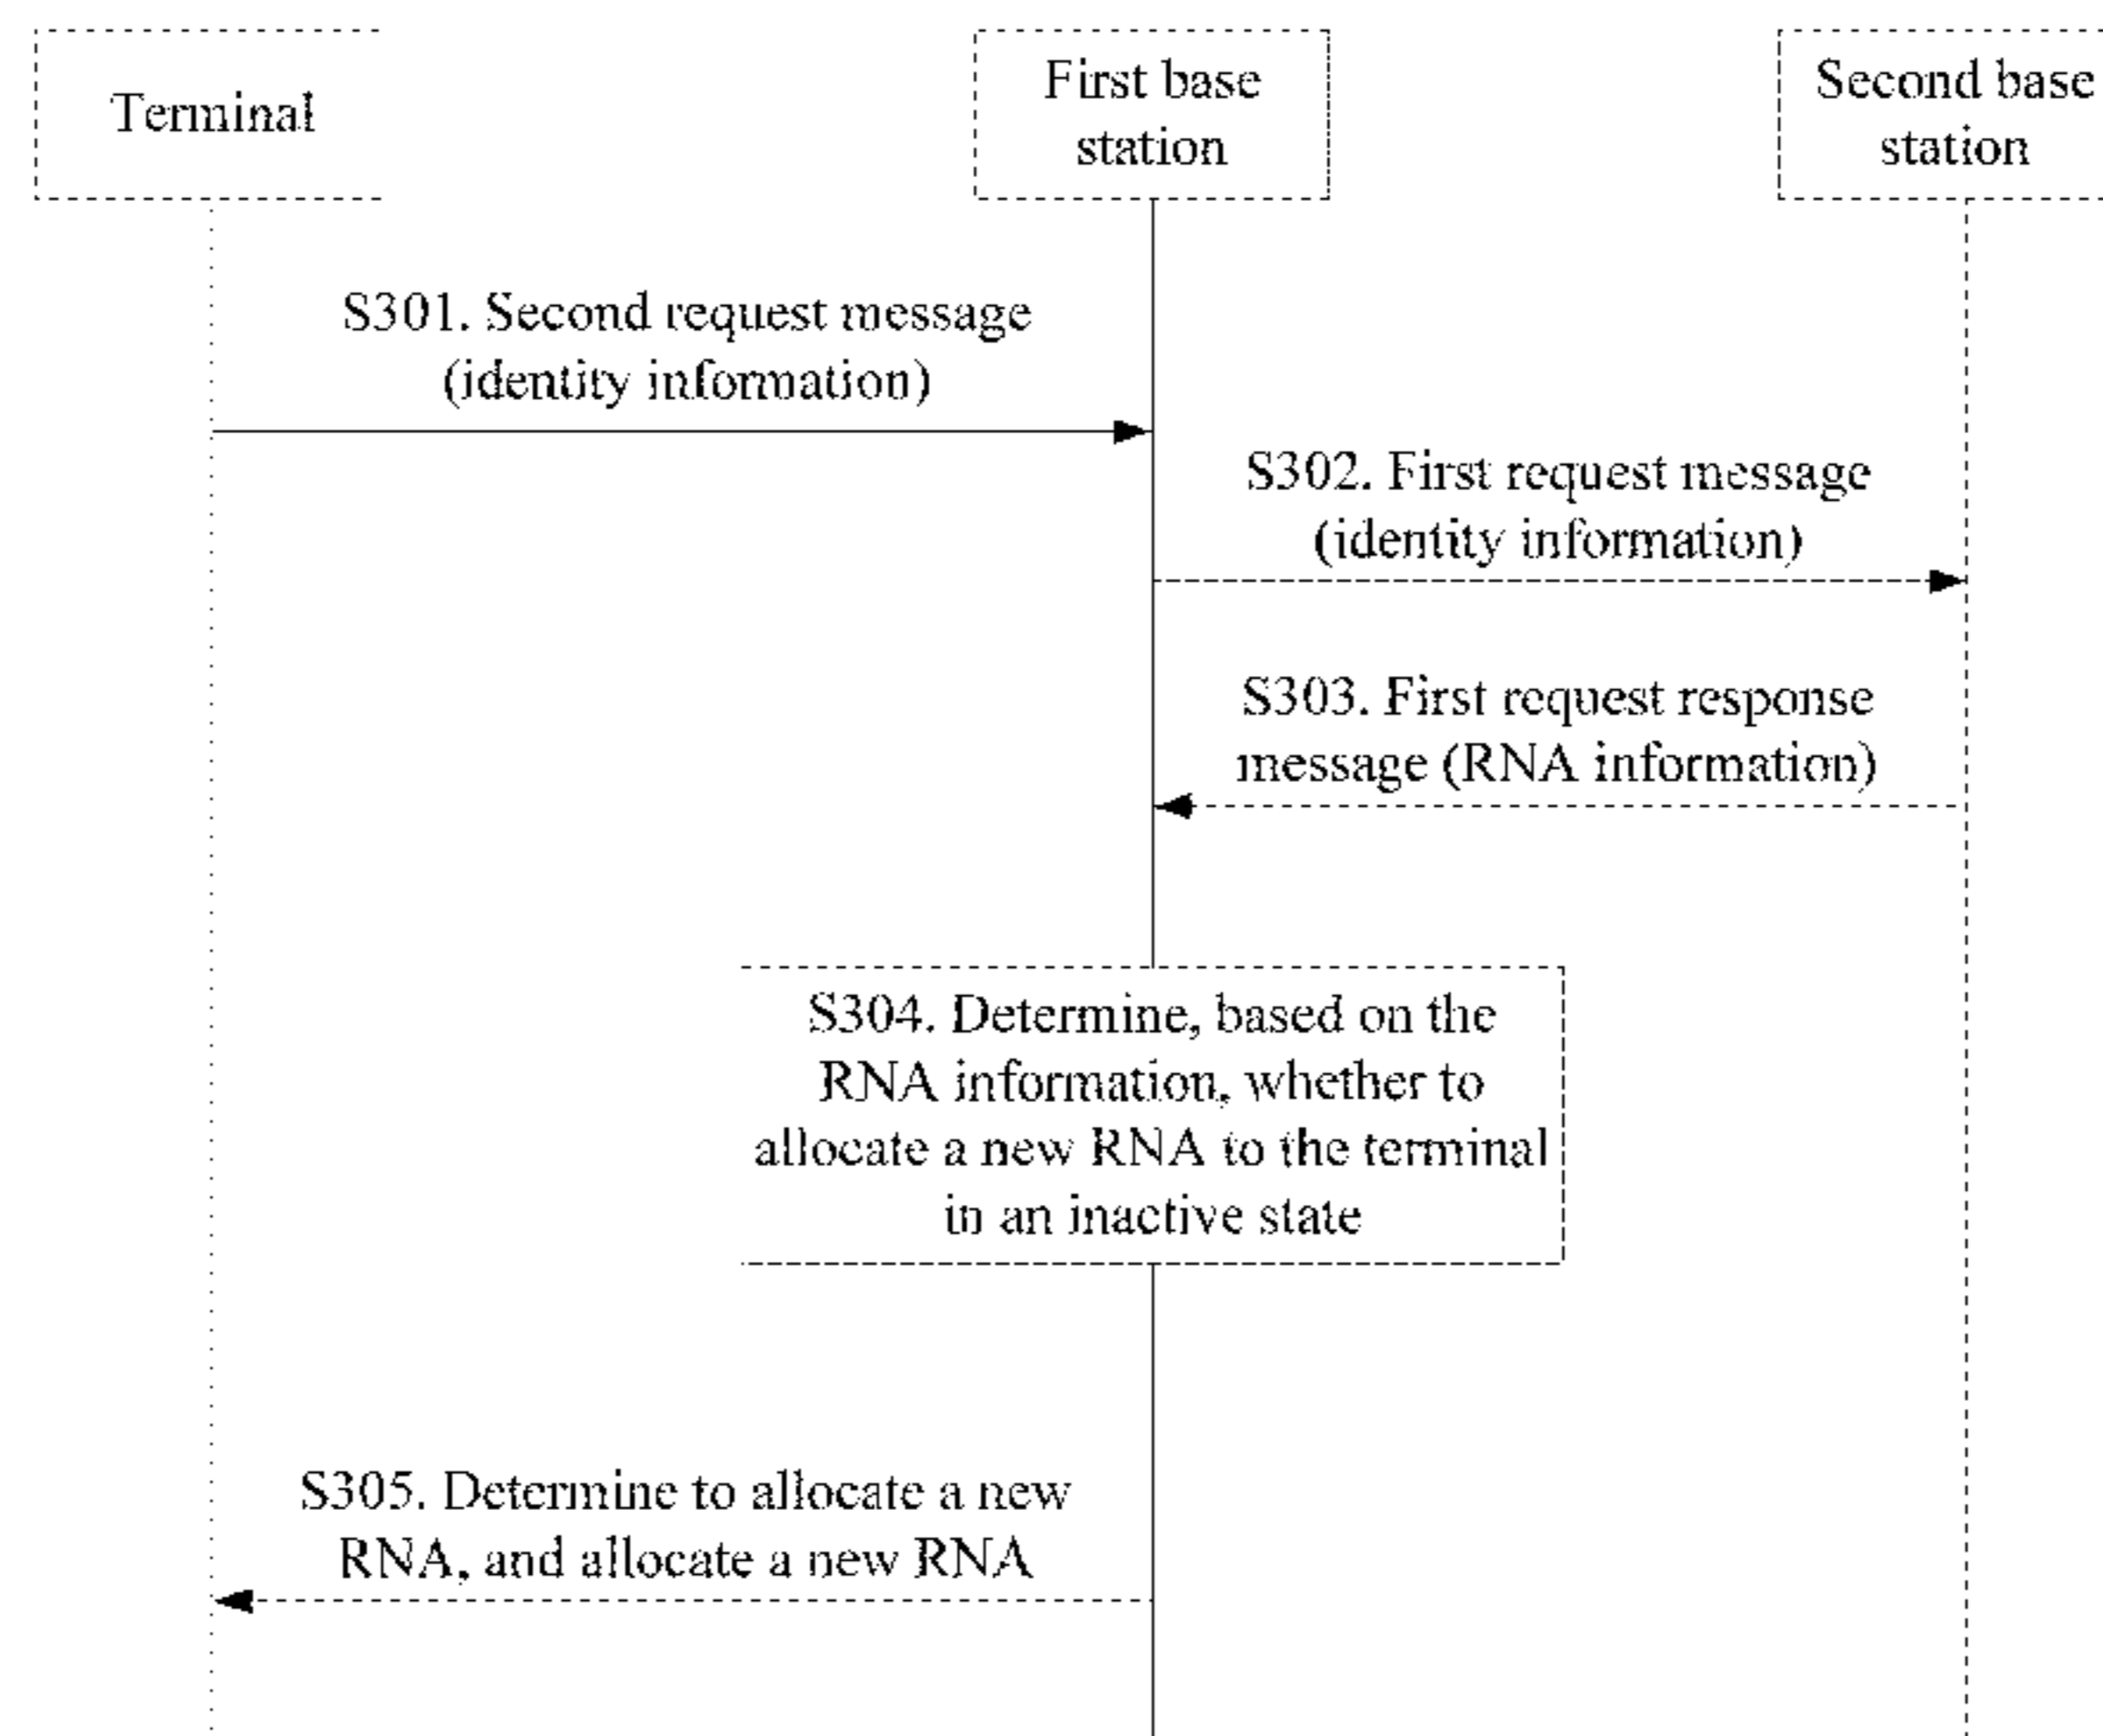 Terminal
First base
station
Second base
station
S301. Second request message
(identity information)
S302. First request message
(identity information)
S303. First request response
message (RNA information)
S304. Determine, based on the
RNA information, whether to
allocate a new RNA to the terminal
in an inactive state
S305. Determine to allocate a new
RNA, and allocate a new RNA